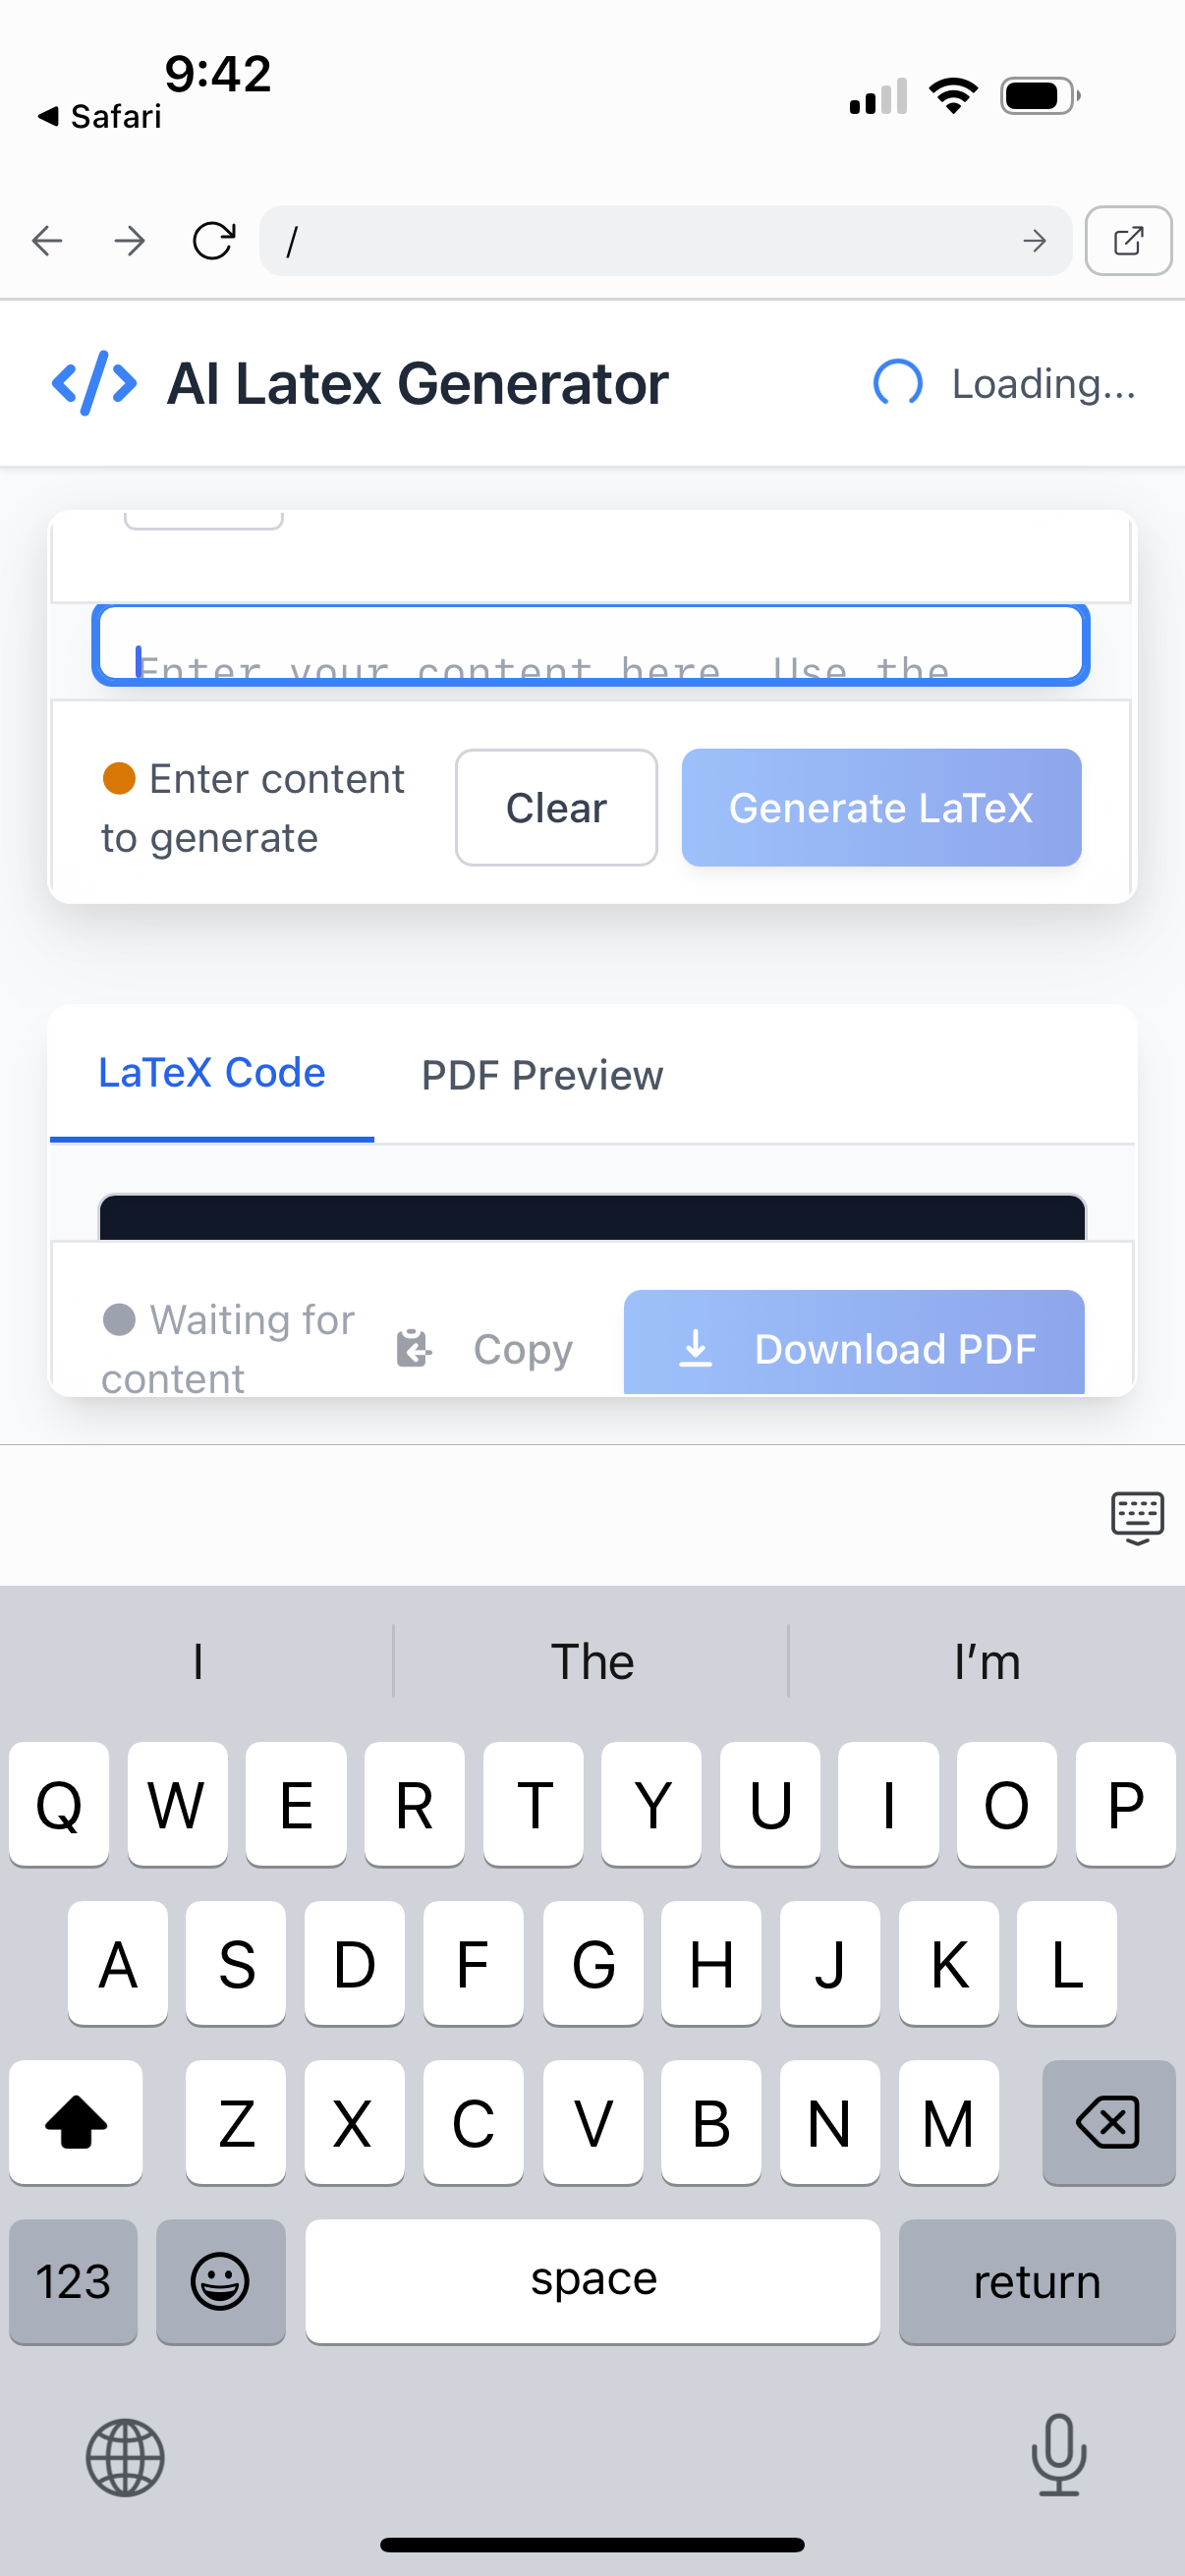 9:42
◀ Safari
/
AI Latex Generator
Loading...
Enter your content here. Use the
Enter content
to generate
Clear
Generate LaTeX
LaTeX Code
PDF Preview
Waiting for
content
Copy
Download PDF
I
The
I’m
Q W E R T Y U I O P
A S D F G H J K L
Z X C V B N M
123
space
return